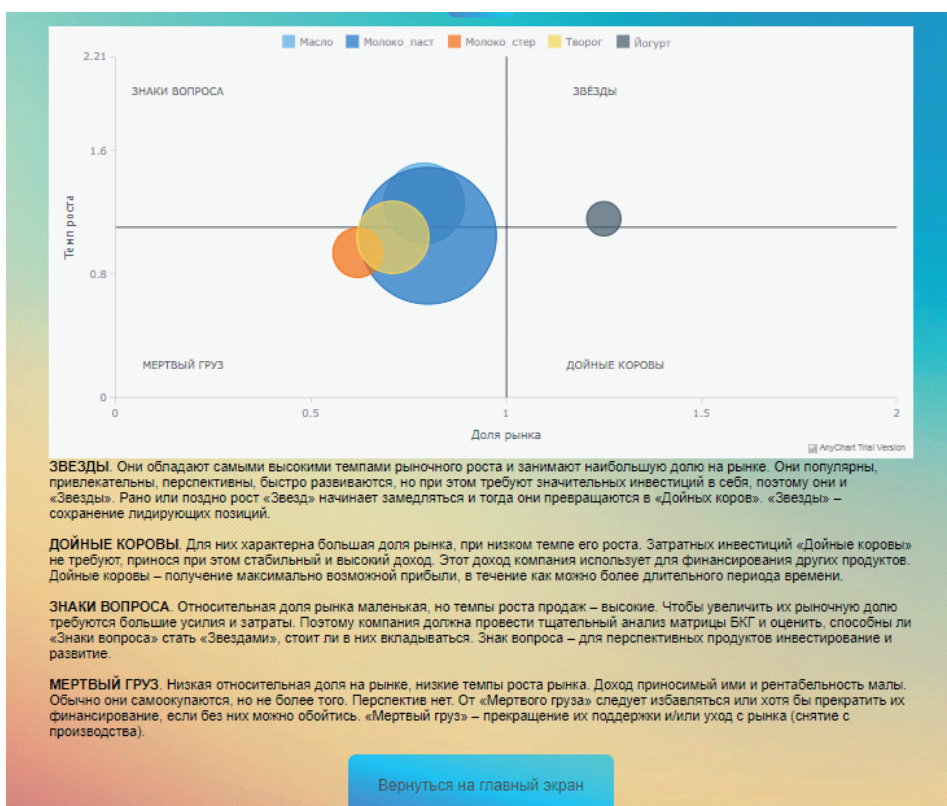 Масло Молоко_паст Молоко_стер Творог Йогурт
2.21
ЗНАКИ ВОПРОСА
ЗВЁЗДЫ
1.6
Темп роста
0.8
МЕРТВЫЙ ГРУЗ
ДОЙНЫЕ КОРОВЫ
0
0 0.5 1 1.5 2
Доля рынка
AnyChart Trial Version
ЗВЕЗДЫ. Они обладают самыми высокими темпами рыночного роста и занимают наибольшую долю на рынке. Они популярны,
привлекательны, перспективны, быстро развиваются, но при этом требуют значительных инвестиций в себя, поэтому они и
«Звезды». Рано или поздно рост «Звезд» начинает замедляться и тогда они превращаются в «Дойных коров». «Звезды» –
сохранение лидирующих позиций.
ДОЙНЫЕ КОРОВЫ. Для них характерна большая доля рынка, при низком темпе его роста. Затратных инвестиций «Дойные коровы»
не требуют, принося при этом стабильный и высокий доход. Этот доход компания использует для финансирования других продуктов.
Дойные коровы – получение максимально возможной прибыли, в течение как можно более длительного периода времени.
ЗНАКИ ВОПРОСА. Относительная доля рынка маленькая, но темпы роста продаж – высокие. Чтобы увеличить их рыночную долю
требуются большие усилия и затраты. Поэтому компания должна провести тщательный анализ матрицы БКГ и оценить, способны ли
«Знаки вопроса» стать «Звездами», стоит ли в них вкладываться. Знак вопроса – для перспективных продуктов инвестирование и
развитие.
МЕРТВЫЙ ГРУЗ. Низкая относительная доля на рынке, низкие темпы роста рынка. Доход приносимый ими и рентабельность малы.
Обычно они самоокупаются, но не более того. Перспектив нет. От «Мертвого груза» следует избавляться или хотя бы прекратить их
финансирование, если без них можно обойтись. «Мертвый груз» – прекращение их поддержки и/или уход с рынка (снятие с
производства).
Вернуться на главный экран